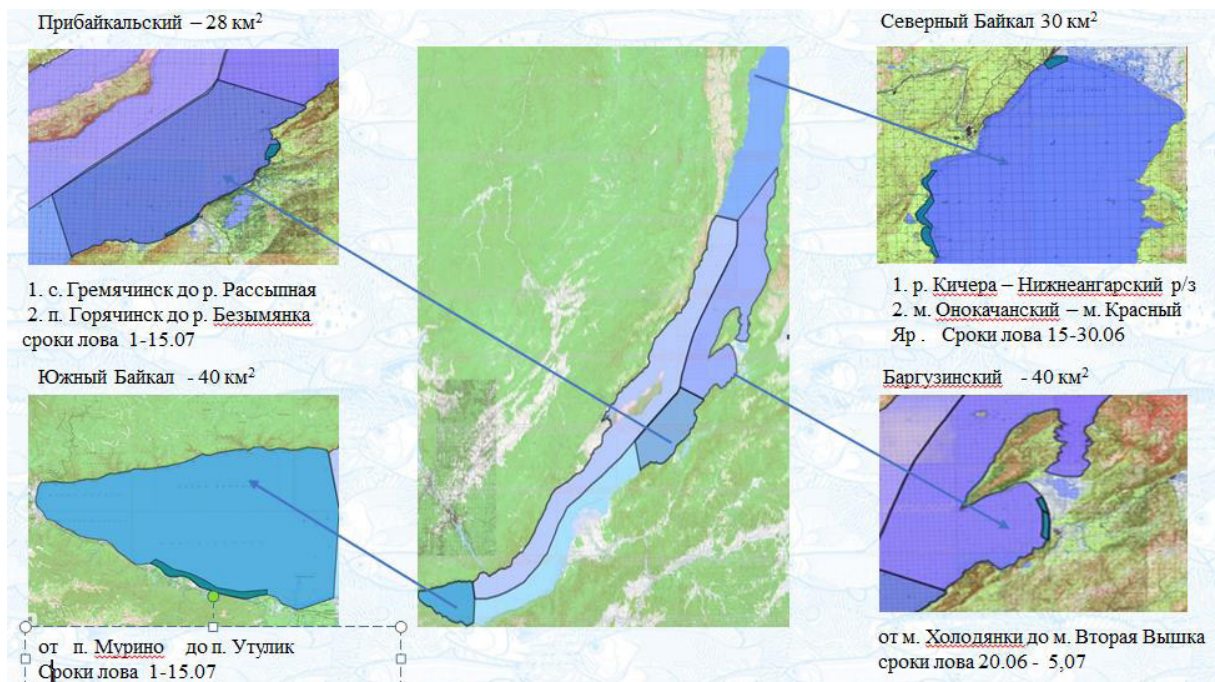 Прибайкальский – 28 км²
1. с. Гремячинск до р. Рассыпная
2. п. Горячинск до р. Безымянка
сроки лова 1-15.07
Южный Байкал - 40 км²
от п. Мурино до п. Утулик
Сроки лова 1-15.07
Северный Байкал 30 км²
1. р. Кичера – Нижнеангарский р/з
2. м. Онокачанский – м. Красный
Яр . Сроки лова 15-30.06
Баргузинский - 40 км²
от м. Холодянки до м. Вторая Вышка
сроки лова 20.06 - 5,07